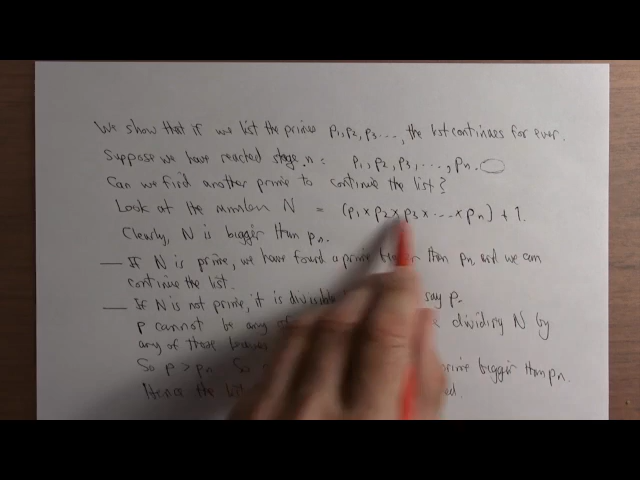 We show that if we list the primes p₁, p₂, p₃..., the list continues for ever.
Suppose we have reached stage n: p₁, p₂, p₃, ..., pₙ.
Can we find another prime to continue the list?
Look at the number N = (p₁ × p₂ × p₃ × ... × pₙ) + 1.
Clearly, N is bigger than pₙ.
— If N is prime, we have found a prime bigger than pₙ and we can
continue the list.
— If N is not prime, it is divisible say p.
p cannot be any of dividing N by
any of these
So p > pₙ. So prime bigger than pₙ.
Hence the list